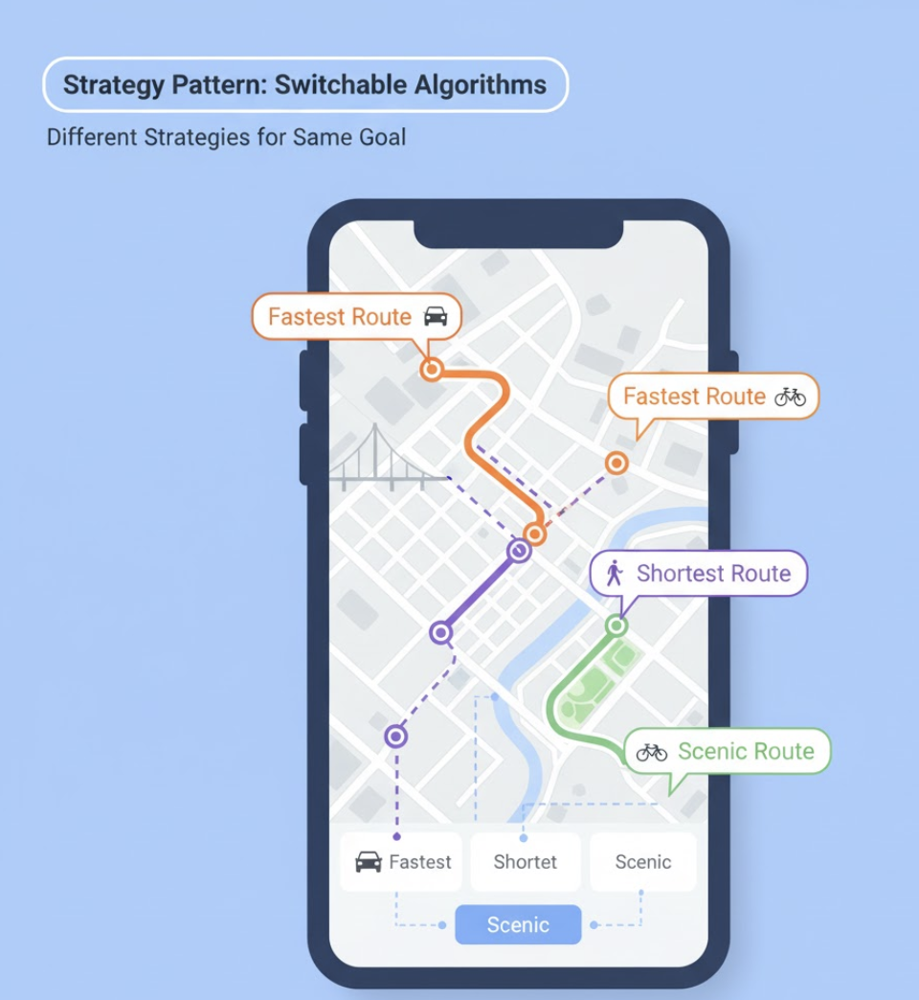 Strategy Pattern: Switchable Algorithms
Different Strategies for Same Goal
Fastest Route
Fastest Route
Shortest Route
Scenic Route
Fastest
Shortet
Scenic
Scenic